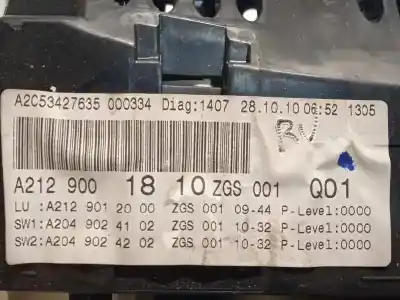 A2C53427635 000334 Diag:1407 28.10.10 06:52 1305
RV
A212 900 18 10 ZGS 001 Q01
LU :A212 901 20 00 ZGS 001 09-44 P-Level:0000
SW1:A204 902 41 02 ZGS 001 10-32 P-Level:0000
SW2:A204 902 42 02 ZGS 001 10-32 P-Level:0000